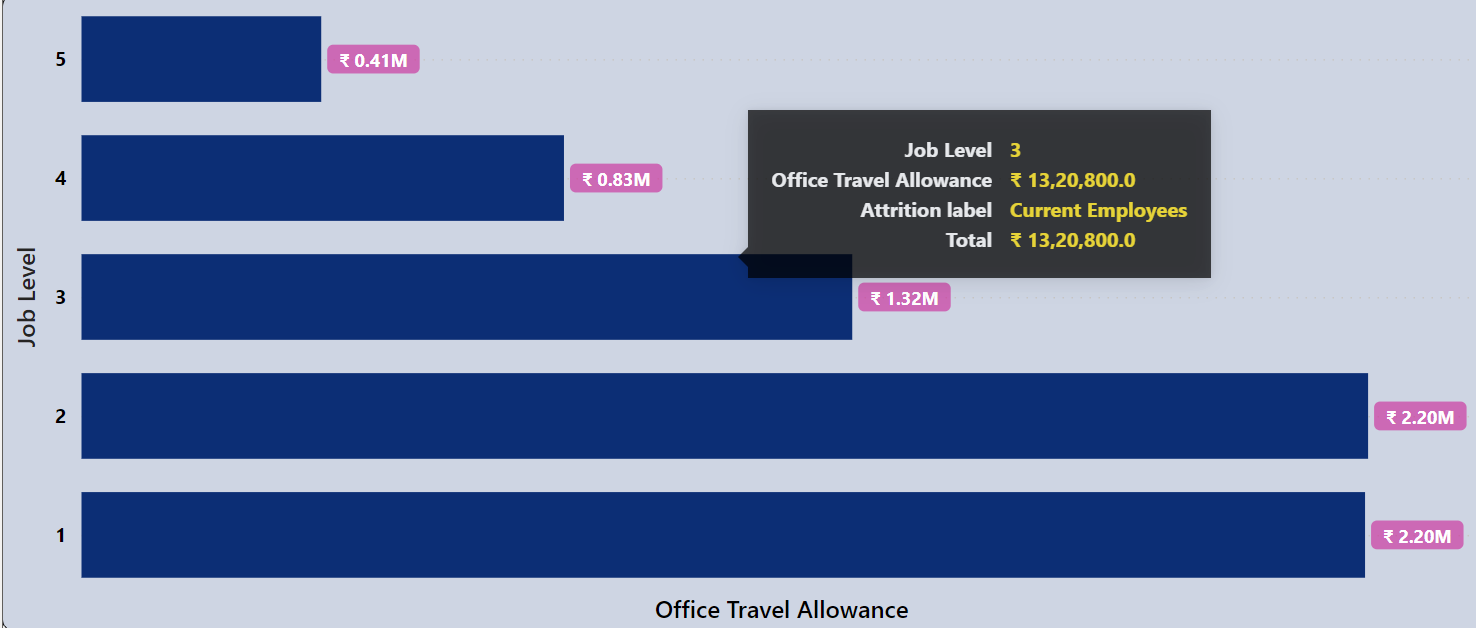 5
₹ 0.41M
Job Level 3
Office Travel Allowance ₹ 13,20,800.0
Attrition label Current Employees
Total ₹ 13,20,800.0
4
₹ 0.83M
Job Level
3
₹ 1.32M
2
₹ 2.20M
1
₹ 2.20M
Office Travel Allowance